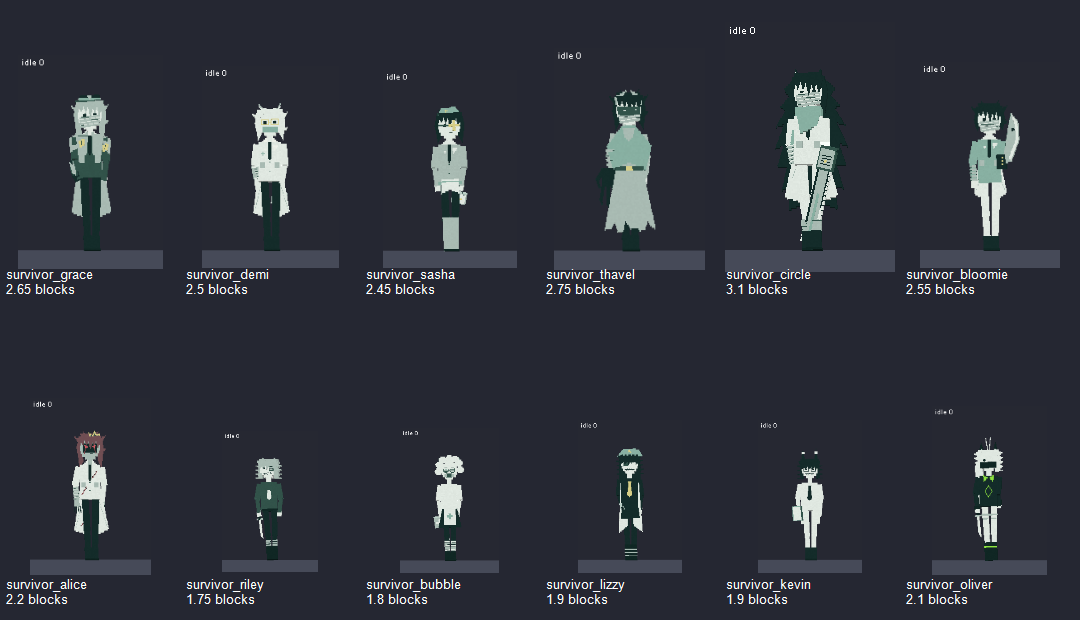 idle 0
idle 0
idle 0
idle 0
idle 0
idle 0
survivor_grace
2.65 blocks
survivor_demi
2.5 blocks
survivor_sasha
2.45 blocks
survivor_thavel
2.75 blocks
survivor_circle
3.1 blocks
survivor_bloomie
2.55 blocks
idle 0
idle 0
idle 0
idle 0
idle 0
idle 0
survivor_alice
2.2 blocks
survivor_riley
1.75 blocks
survivor_bubble
1.8 blocks
survivor_lizzy
1.9 blocks
survivor_kevin
1.9 blocks
survivor_oliver
2.1 blocks